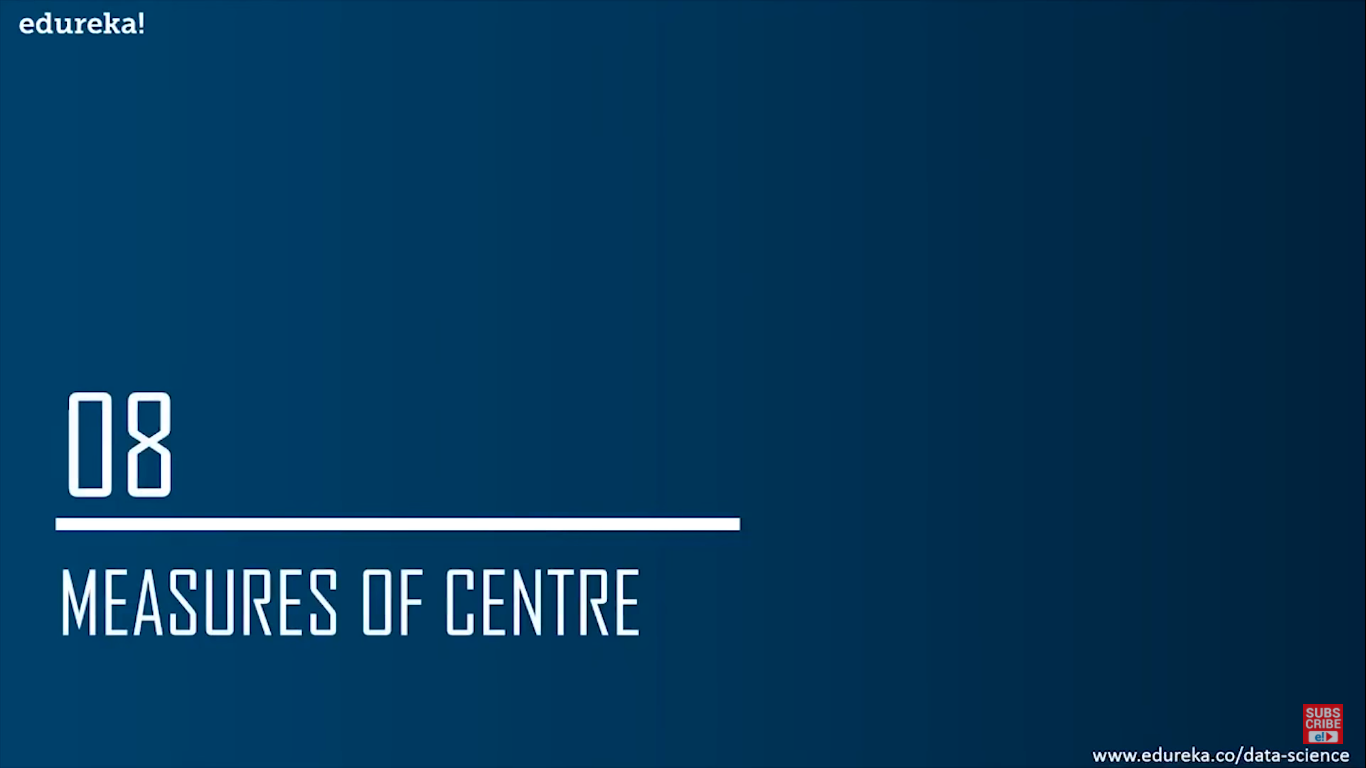 edureka!
08
MEASURES OF CENTRE
SUBS
CRIBE
e!
www.edureka.co/data-science